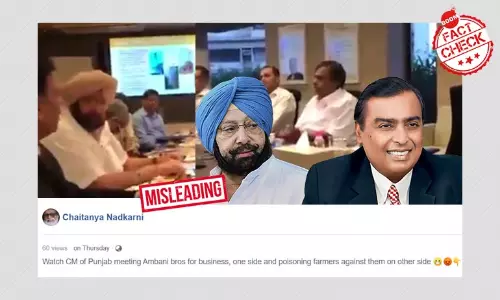 BOOM
FACT
CHECK
MISLEADING
Chaitanya Nadkarni
60 views on Thursday
Watch CM of Punjab meeting Ambani bros for business, one side and poisoning farmers against them on other side 😬😡👇